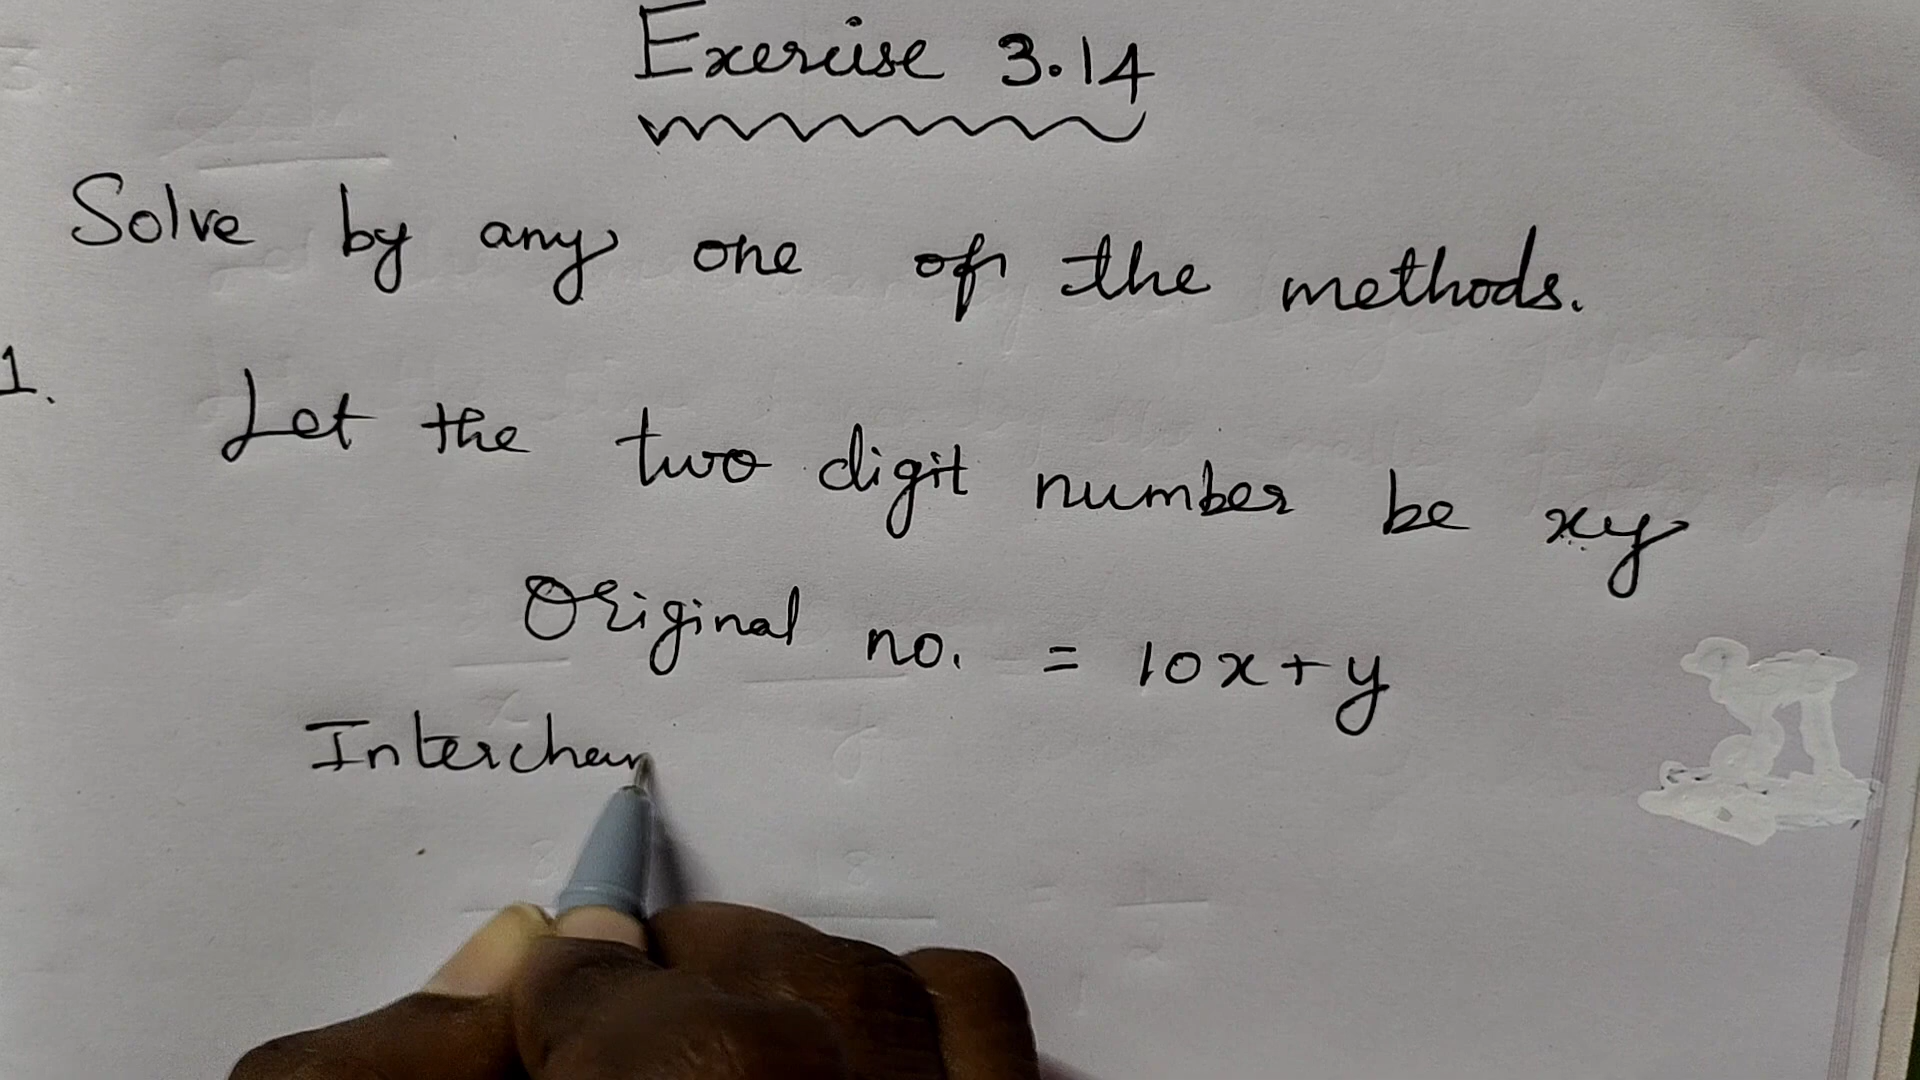 Exercise 3.14
Solve by any one of the methods.
1. Let the two digit number be xy
Original no. = 10x+y
Interchan